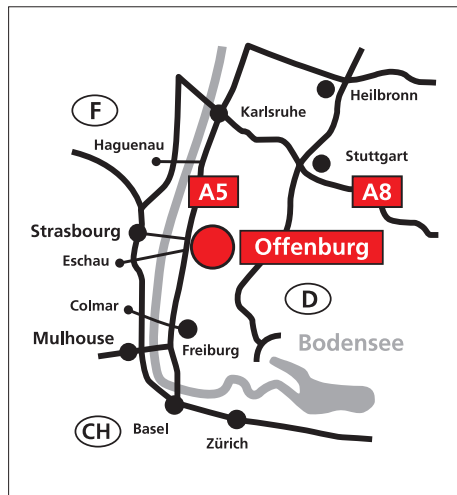 Heilbronn
F
Karlsruhe
Haguenau
Stuttgart
A5
A8
Strasbourg
Offenburg
Eschau
D
Colmar
Mulhouse
Freiburg
Bodensee
CH
Basel
Zürich